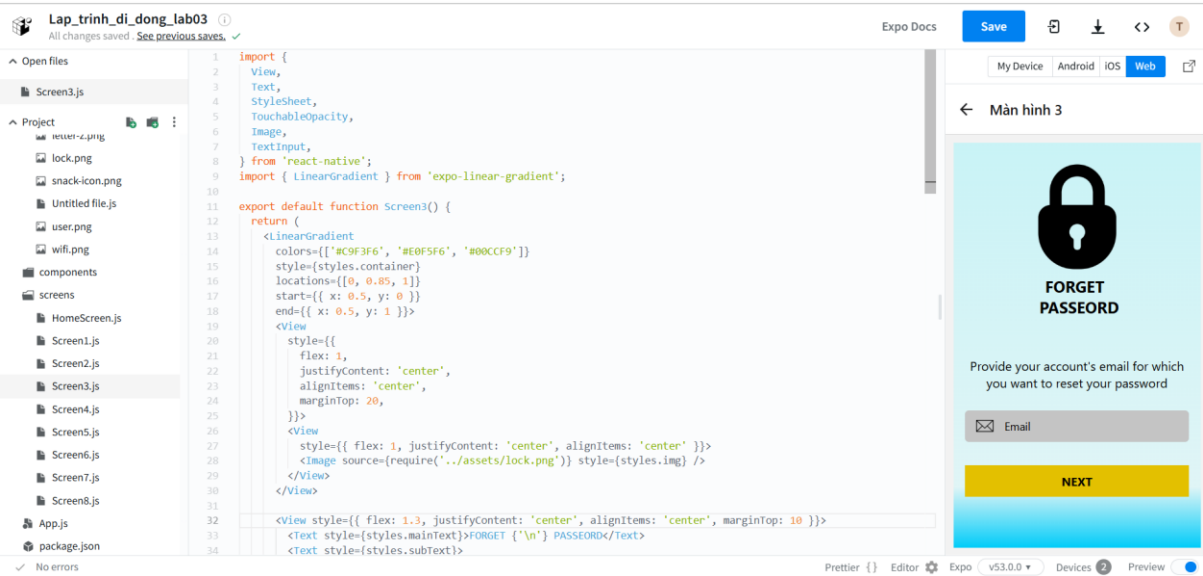 Lap_trinh_di_dong_lab03
All changes saved . See previous saves.
Expo Docs
Save
T
Open files
Screen3.js
Project
letter-2.png
lock.png
snack-icon.png
Untitled file.js
user.png
wifi.png
components
screens
HomeScreen.js
Screen1.js
Screen2.js
Screen3.js
Screen4.js
Screen5.js
Screen6.js
Screen7.js
Screen8.js
App.js
package.json
1 import {
2 View,
3 Text,
4 StyleSheet,
5 TouchableOpacity,
6 Image,
7 TextInput,
8 } from 'react-native';
9 import { LinearGradient } from 'expo-linear-gradient';
10
11 export default function Screen3() {
12 return (
13 <LinearGradient
14 colors={['#C9F3F6', '#E0F5F6', '#00CCF9']}
15 style={styles.container}
16 locations={[0, 0.85, 1]}
17 start={{ x: 0.5, y: 0 }}
18 end={{ x: 0.5, y: 1 }}>
19 <View
20 style={{
21 flex: 1,
22 justifyContent: 'center',
23 alignItems: 'center',
24 marginTop: 20,
25 }}>
26 <View
27 style={{ flex: 1, justifyContent: 'center', alignItems: 'center' }}>
28 <Image source={require('../assets/lock.png')} style={styles.img} />
29 </View>
30 </View>
31
32 <View style={{ flex: 1.3, justifyContent: 'center', alignItems: 'center', marginTop: 10 }}>
33 <Text style={styles.mainText}>FORGET {'\n'} PASSEORD</Text>
34 <Text style={styles.subText}>
My Device Android iOS Web
Màn hình 3
FORGET
PASSEORD
Provide your account's email for which
you want to reset your password
Email
NEXT
No errors
Prettier {} Editor Expo v53.0.0 Devices 2 Preview